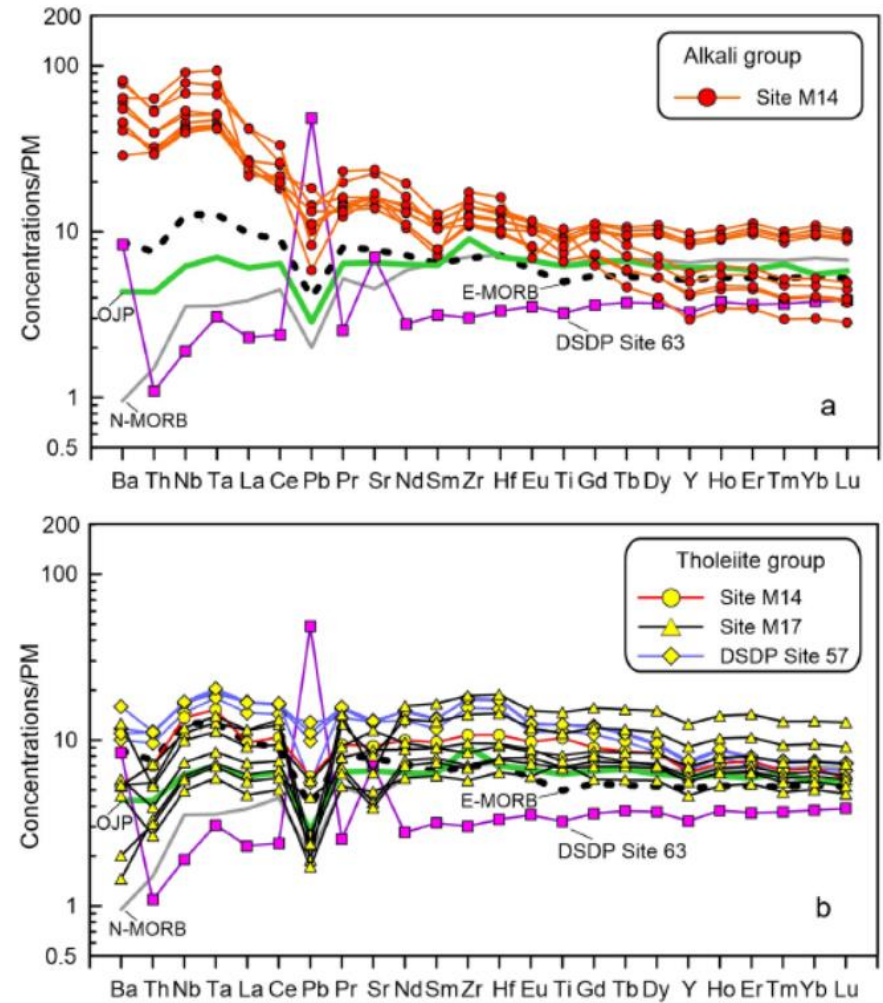 200
100
10
1
0.5
Concentrations/PM
Alkali group
Site M14
OJP
N-MORB
E-MORB
DSDP Site 63
a
Ba Th Nb Ta La Ce Pb Pr Sr Nd Sm Zr Hf Eu Ti Gd Tb Dy Y Ho Er Tm Yb Lu
200
100
10
1
0.5
Concentrations/PM
Tholeiite group
Site M14
Site M17
DSDP Site 57
OJP
N-MORB
E-MORB
DSDP Site 63
b
Ba Th Nb Ta La Ce Pb Pr Sr Nd Sm Zr Hf Eu Ti Gd Tb Dy Y Ho Er Tm Yb Lu